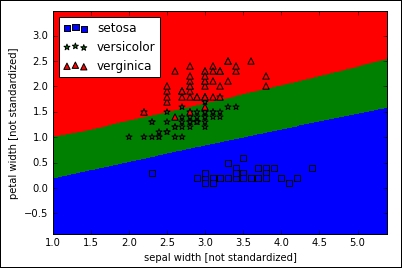 setosa
versicolor
verginica
petal width [not standardized]
3.0
2.5
2.0
1.5
1.0
0.5
0.0
−0.5
1.0 1.5 2.0 2.5 3.0 3.5 4.0 4.5 5.0
sepal width [not standardized]